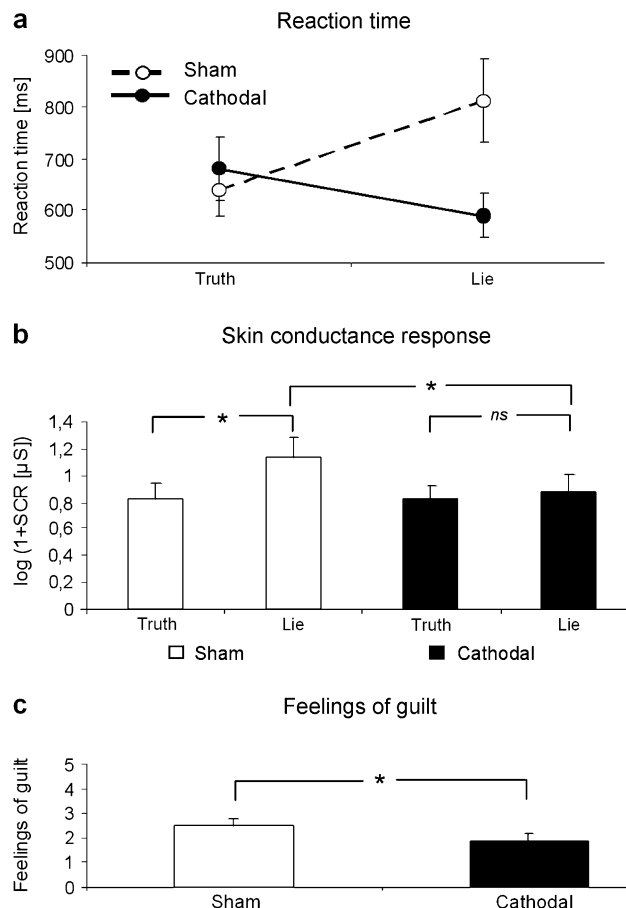 a Reaction time
Reaction time [ms]
900
800
700
600
500
Sham
Cathodal
Truth Lie
b Skin conductance response
log (1+SCR [µS])
* *
ns
1,4
1,2
1
0,8
0,6
0,4
0,2
0
Truth Lie Truth Lie
Sham Cathodal
c Feelings of guilt
Feelings of guilt
*
5
4
3
2
1
0
Sham Cathodal